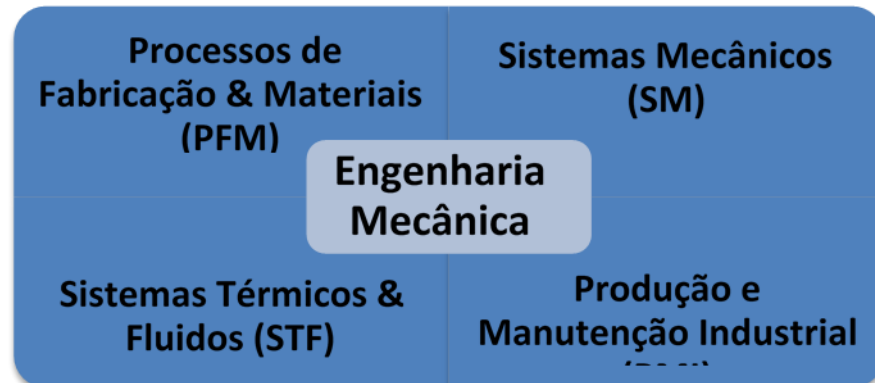 Processos de
Fabricação & Materiais
(PFM)
Sistemas Mecânicos
(SM)
Engenharia
Mecânica
Sistemas Térmicos &
Fluidos (STF)
Produção e
Manutenção Industrial